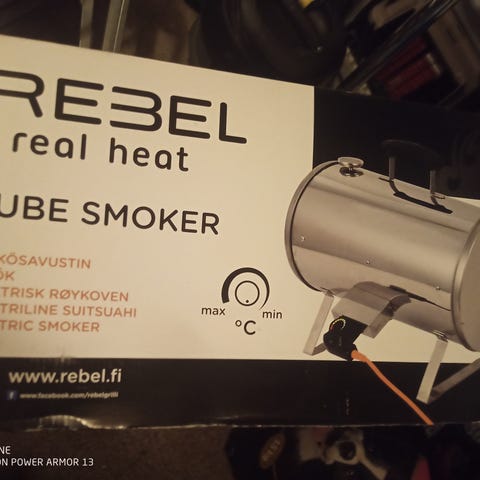 REBEL
real heat
UBE SMOKER
KÖSAVUSTIN
ÖK
TRISK RØYKOVEN
TRILINE SUITSUAHI
TRIC SMOKER
max min
°C
www.rebel.fi
f www.facebook.com/rebelgrilli
NE
ON POWER ARMOR 13